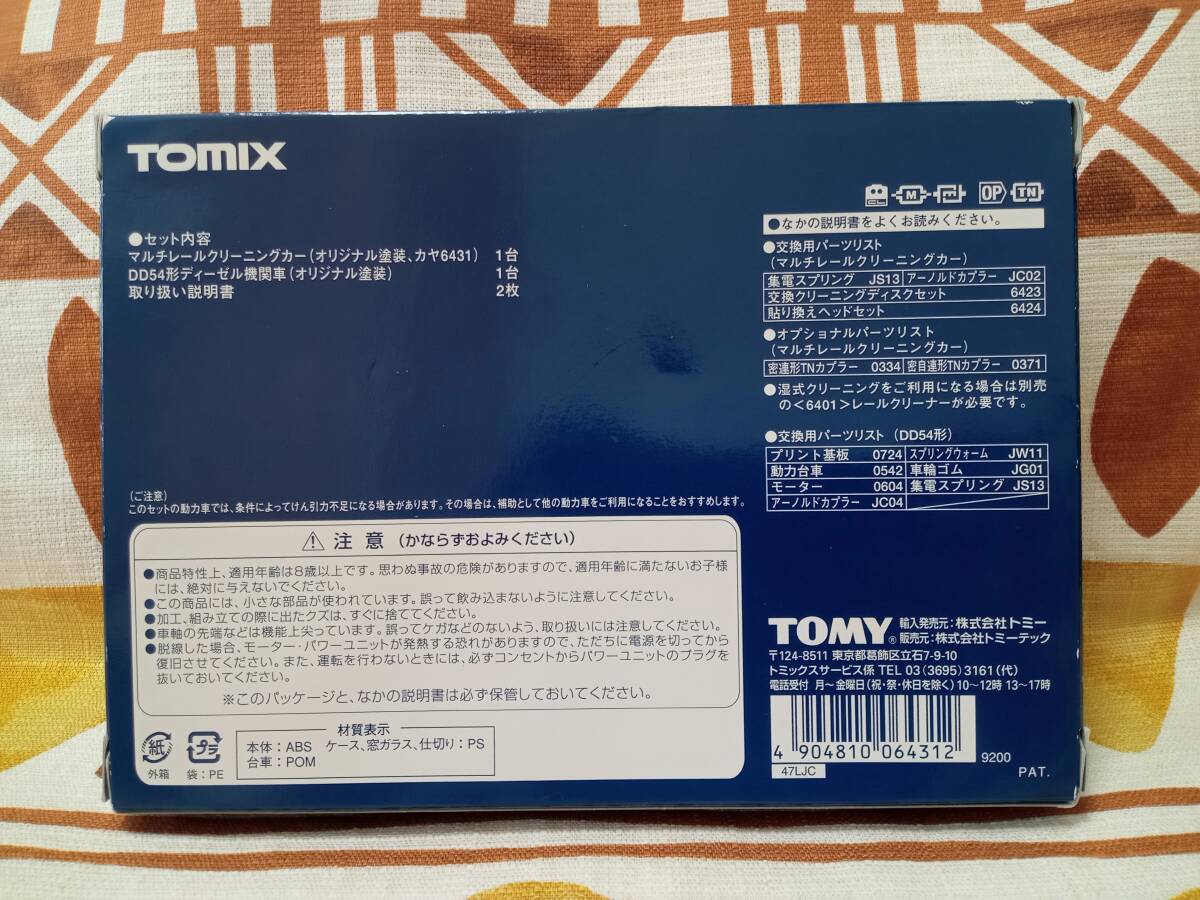 TOMIX
●セット内容
マルチレールクリーニングカー(オリジナル塗装、カヤ6431) 1台
DD54形ディーゼル機関車(オリジナル塗装) 1台
取り扱い説明書 2枚
(ご注意)
このセットの動力車では、条件によってけん引力不足になる場合があります。その場合は、補助として他の動力車をご利用になることをおすすめします。
CL M OP TN
●なかの説明書をよくお読みください。
●交換用パーツリスト
(マルチレールクリーニングカー)
集電スプリング JS13 アーノルドカプラー JC02
交換クリーニングディスクセット 6423
貼り換えヘッドセット 6424
●オプショナルパーツリスト
(マルチレールクリーニングカー)
密連形TNカプラー 0334 密自連形TNカプラー 0371
●湿式クリーニングをご利用になる場合は別売
の<6401>レールクリーナーが必要です。
●交換用パーツリスト (DD54形)
プリント基板 0724 スプリングウォーム JW11
動力台車 0542 車輪ゴム JG01
モーター 0604 集電スプリング JS13
アーノルドカプラー JC04
⚠ 注 意 (かならずおよみください)
●商品特性上、適用年齢は8歳以上です。思わぬ事故の危険がありますので、適用年齢に満たないお子様
には、絶対に与えないでください。
●この商品には、小さな部品が使われています。誤って飲み込まないように注意してください。
●加工、組み立ての際に出たクズは、すぐに捨ててください。
●車軸の先端などは機能上尖っています。誤ってケガなどのないよう、取り扱いには注意してください。
●脱線した場合、モーター・パワーユニットが発熱する恐れがありますので、ただちに電源を切ってから
復旧させてください。また、運転を行わないときには、必ずコンセントからパワーユニットのプラグを
抜いておいてください。
※このパッケージと、なかの説明書は必ず保管しておいてください。
紙
外箱
プラ
袋:PE
材質表示
本体:ABS ケース、窓ガラス、仕切り:PS
台車:POM
TOMY®
輸入発売元:株式会社トミー
販売元:株式会社トミーテック
〒124-8511 東京都葛飾区立石7-9-10
トミックスサービス係 TEL 03(3695)3161(代)
電話受付 月~金曜日(祝・祭・休日を除く)10~12時 13~17時
4 904810 064312
9200
47LJC
PAT.